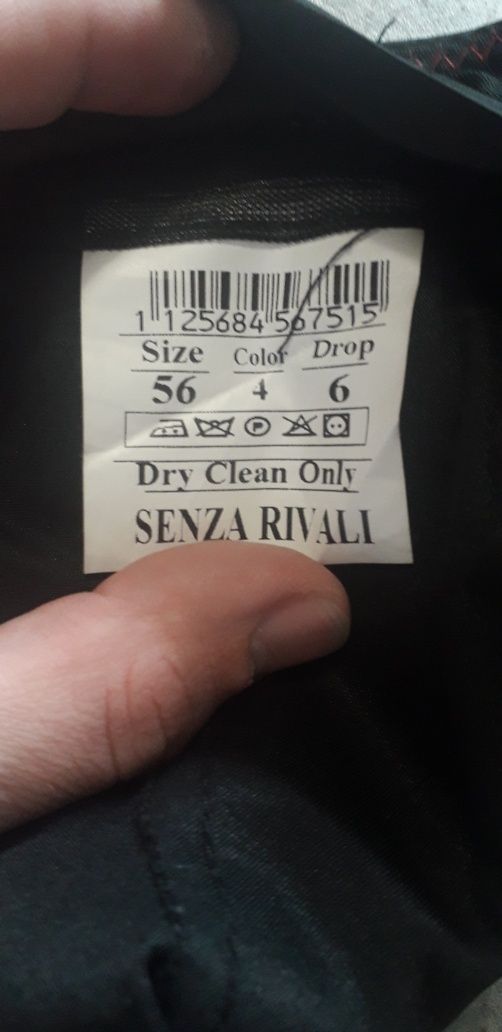 1 125684 567515
Size Color Drop
56 4 6
P
Dry Clean Only
SENZA RIVALI